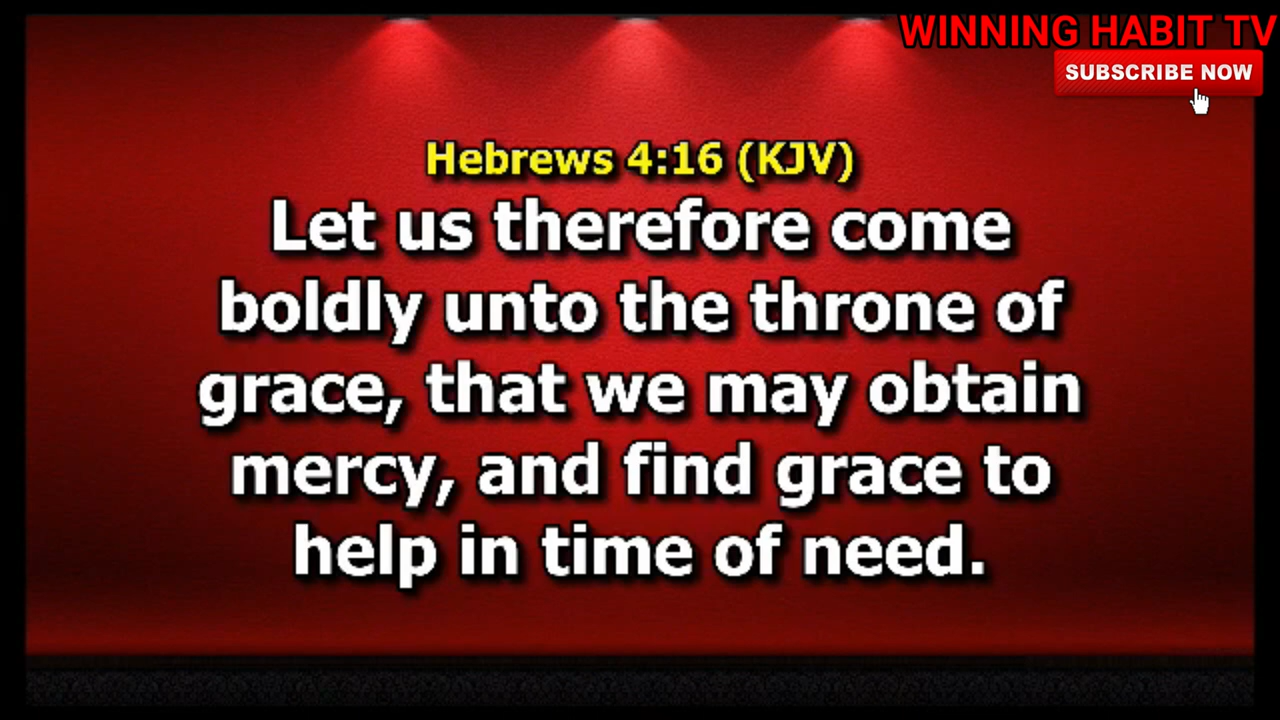 WINNING HABIT TV
SUBSCRIBE NOW
Hebrews 4:16 (KJV)
Let us therefore come
boldly unto the throne of
grace, that we may obtain
mercy, and find grace to
help in time of need.